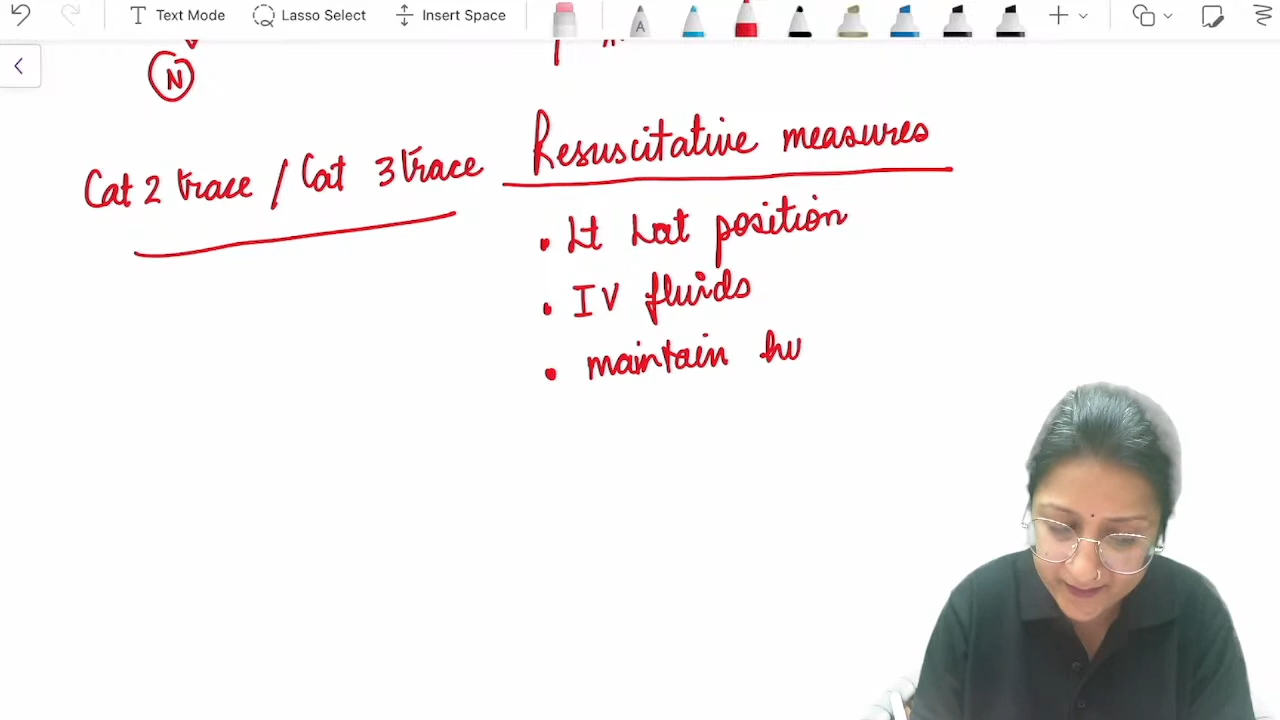 Text Mode Lasso Select Insert Space
A
N
Cat 2 trace / Cat 3 trace
Resuscitative measures
• Lt Lat position
• IV fluids
• maintain